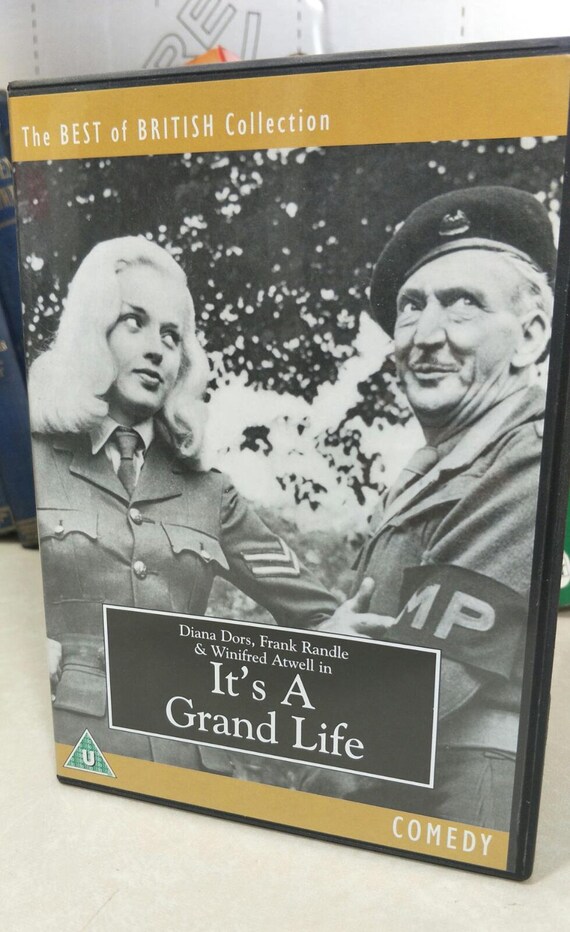 The BEST of BRITISH Collection
MP
Diana Dors, Frank Randle
& Winifred Atwell in
It's A
Grand Life
U
COMEDY